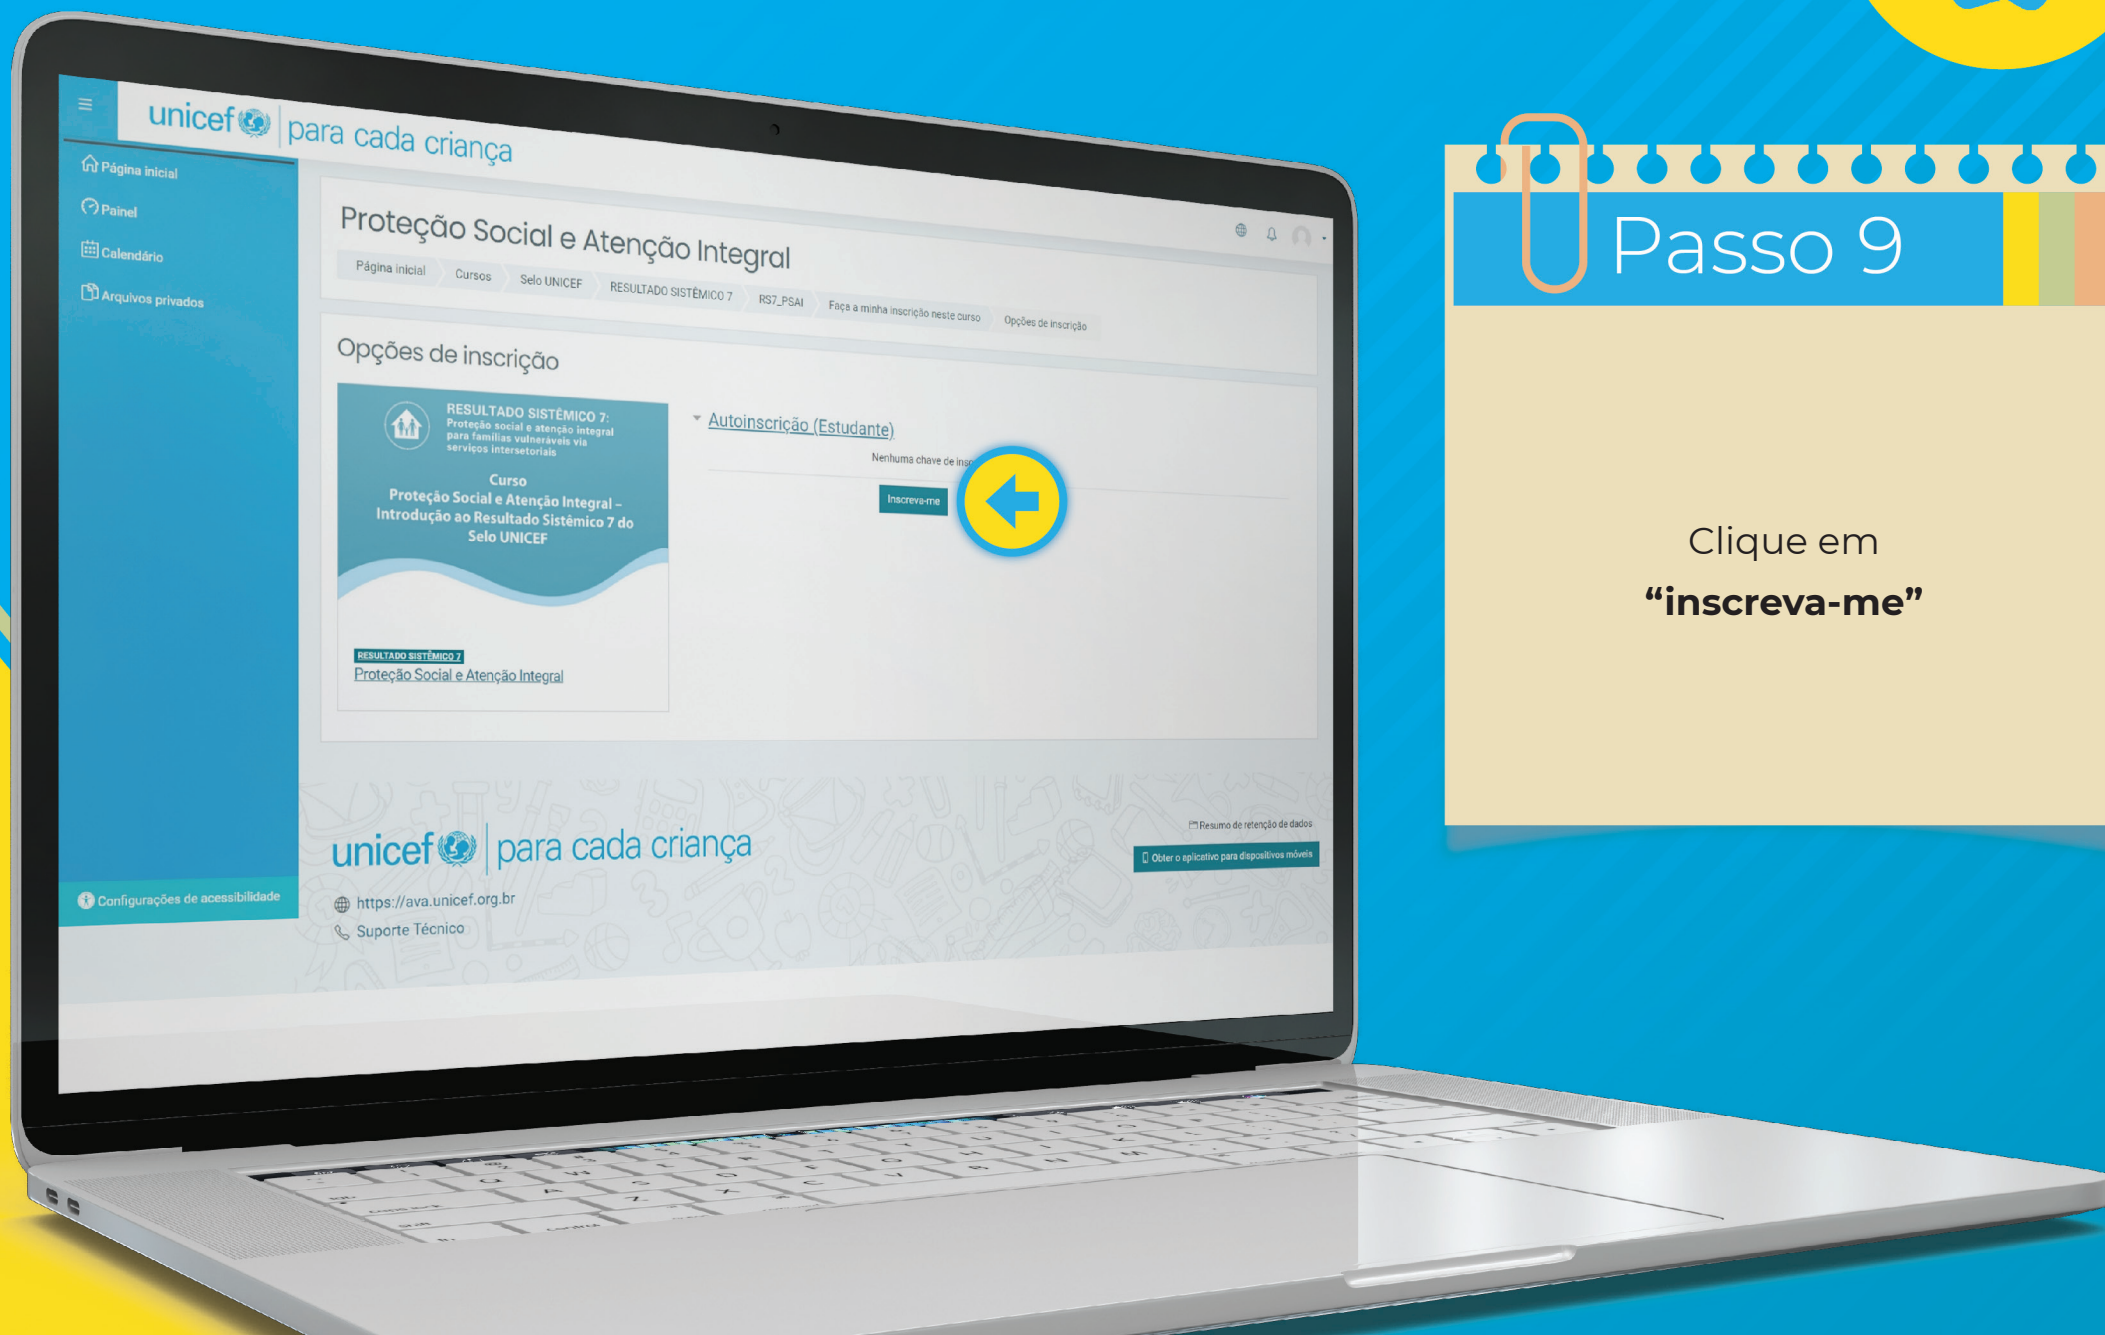 unicef para cada criança
Página inicial
Painel
Calendário
Arquivos privados
Configurações de acessibilidade
Proteção Social e Atenção Integral
Página inicial Cursos Selo UNICEF RESULTADO SISTÊMICO 7 RS7_PSAI Faça a minha inscrição neste curso Opções de inscrição
Opções de inscrição
RESULTADO SISTÊMICO 7:
Proteção social e atenção integral
para famílias vulneráveis via
serviços intersetoriais
Curso
Proteção Social e Atenção Integral –
Introdução ao Resultado Sistêmico 7 do
Selo UNICEF
RESULTADO SISTÊMICO 7
Proteção Social e Atenção Integral
Autoinscrição (Estudante)
Nenhuma chave de
Inscreva-me
unicef para cada criança
https://ava.unicef.org.br
Suporte Técnico
Resumo de retenção de dados
Obter o aplicativo para dispositivos móveis
Passo 9
Clique em
“inscreva-me”